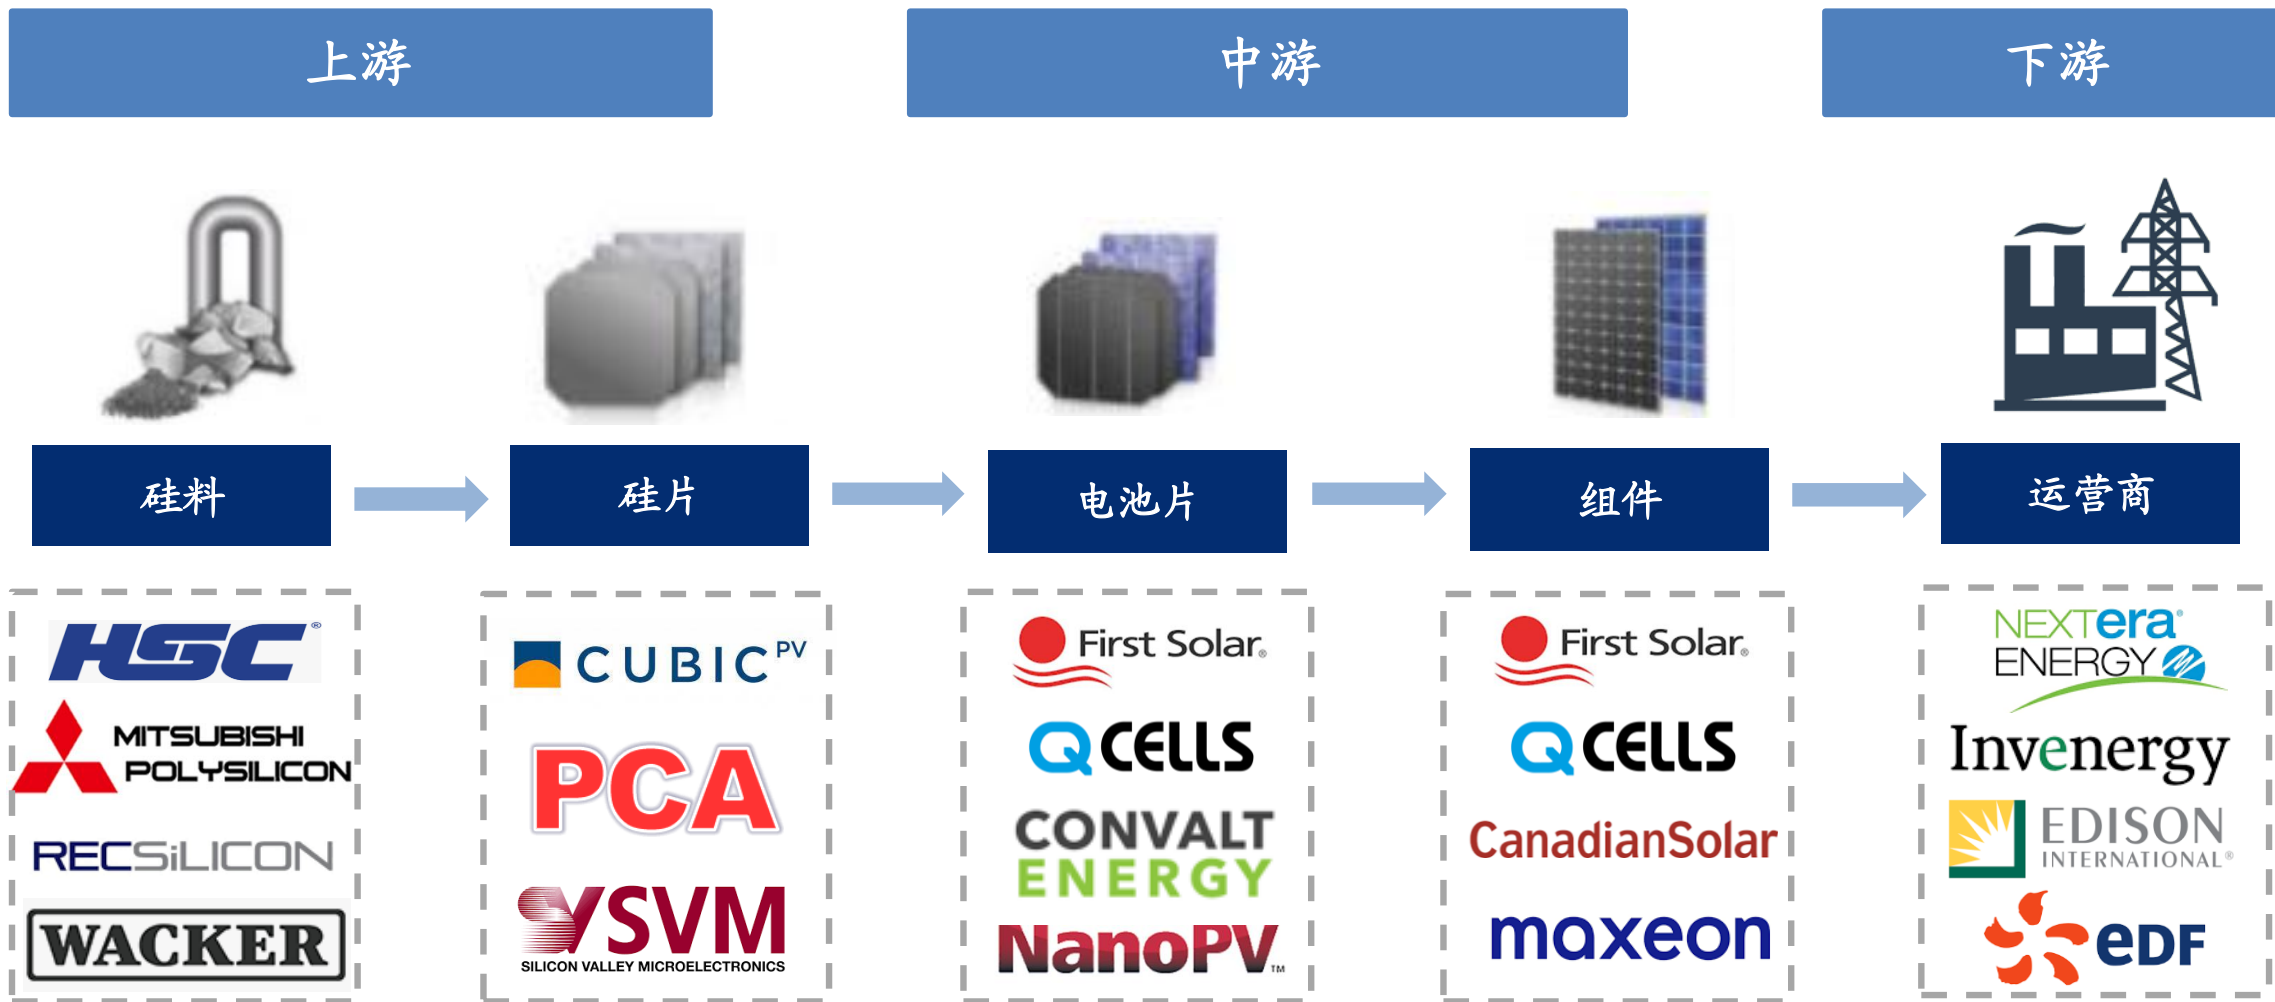 上游
中游
下游
硅料
硅片
电池片
组件
运营商
HSC®
MITSUBISHI
POLYSILICON
RECSiLICON
WACKER
CUBIC PV
PCA
SVM
SILICON VALLEY MICROELECTRONICS
First Solar®
Q CELLS
CONVALT
ENERGY
NanoPV™
First Solar®
Q CELLS
CanadianSolar
maxeon
NEXTera®
ENERGY
Invenergy
EDISON
INTERNATIONAL®
eDF